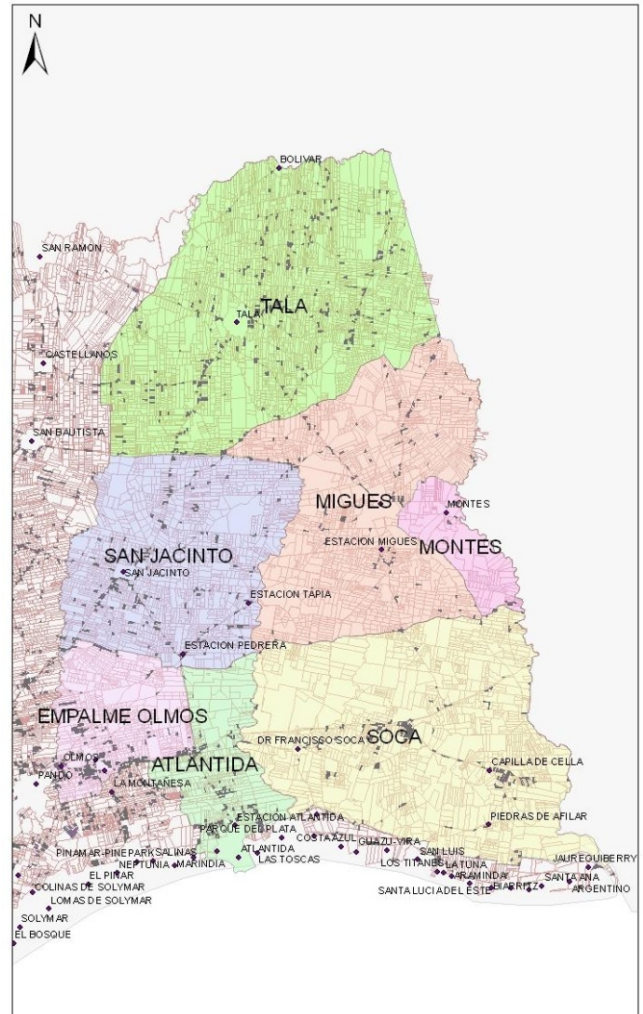 N
BOLIVAR
SAN RAMON
TALA
TALA
CASTELLANOS
SAN BAUTISTA
MIGUES
MONTES
ESTACION MIGUES
MONTES
SAN JACINTO
SAN JACINTO
ESTACION TAPIA
ESTACION PEDRERA
EMPALME OLMOS
SOCA
DR FRANCISCO SOCA
OLMOS
ATLANTIDA
CAPILLA DE CELLA
PANDO
LA MONTAÑESA
ESTACIÓN ATLANTIDA
PIEDRAS DE AFILAR
PARQUE DEL PLATA
COSTA AZUL
GUAZU-VIRA
PINAMAR-PINEPARK
SALINAS
ATLANTIDA
LAS TOSCAS
SAN LUIS
NEPTUNIA
MARINDIA
LOS TITANES
LA TUNA
JAUREGUIBERRY
EL PINAR
ARAMINDA
SANTA ANA
COLINAS DE SOLYMAR
SANTA LUCIA DEL ESTE
BIARRITZ
ARGENTINO
LOMAS DE SOLYMAR
SOLYMAR
EL BOSQUE